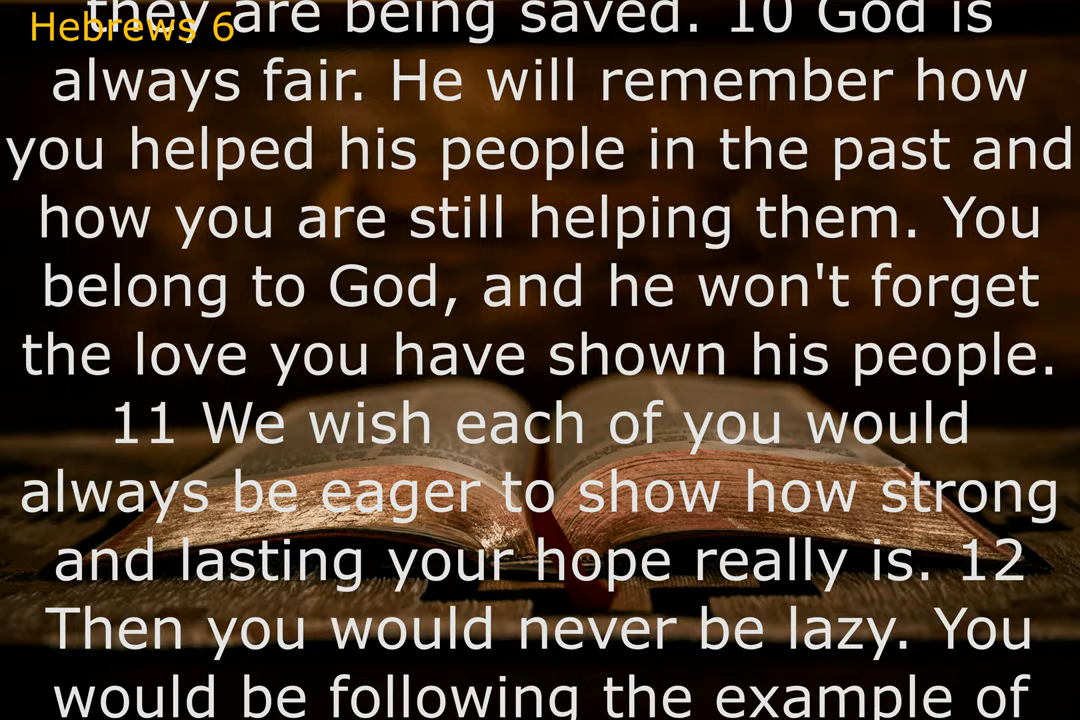 they are being saved. 10 God is
Hebrews 6
always fair. He will remember how
you helped his people in the past and
how you are still helping them. You
belong to God, and he won't forget
the love you have shown his people.
11 We wish each of you would
always be eager to show how strong
and lasting your hope really is. 12
Then you would never be lazy. You
would be following the example of